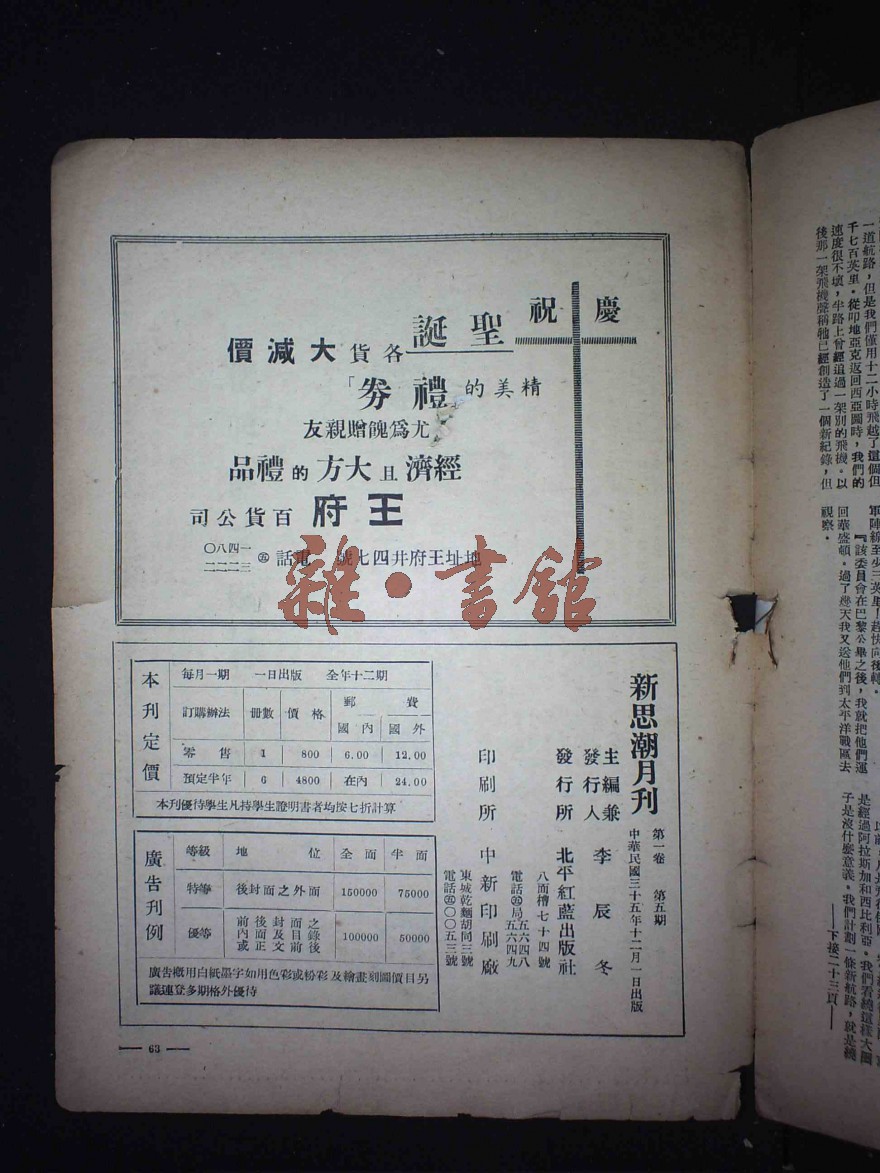 慶祝聖誕 各貨大減價
精美的「禮劵」
尤爲餽贈親友
經濟且大方的禮品
王府百貨公司
地址王府井四七號 電話㊄一四八〇 三二二二
雜·書館
新思潮月刊
第一卷 第五期
中華民國三十五年十二月一日出版
主編兼發行人 李辰冬
發行所 北平紅藍出版社
八面槽七十四號
電話㊄局五六四八 五六四九
印刷所 中新印刷廠
東城乾麵胡同三號
電話㊄〇〇五三號
本刊定價
每月一期 一日出版 全年十二期
訂購辦法 冊數 價格 郵費 國內 國外
零售 1 800 6.00 12.00
預定半年 6 4800 在內 24.00
本刊優待學生凡持學生證明書者均按七折計算
廣告刊例
等級 地位 全面 半面
特等 後封面之外面 150000 75000
優等 前後封面之內面及目錄或正文前後 100000 50000
廣告概用白紙墨字如用色彩或粉彩及繪畫刻圖價目另
議連登多期格外優待
— 63 —
一道航路，但是我們僅用十二小時飛越了這個但
千七百英里。從叩地亞克返回西亞圖時，我們的
速度很不壞，半路上曾經追過一架別的飛機。以
後那一架飛機聲稱牠已經創造了一個新紀錄，但
軍陣線至少三英里！趕快向後轉。
『該委員會在巴黎公畢之後，我就把他們運
回華盛頓。過了幾天我又送他們到太平洋戰區去
視察。
是經過阿拉斯加和西比利亞。我們看總這樣大圈
子是沒什麼意義。我們計劃一條新航路，就是繞
——下接二十三頁——